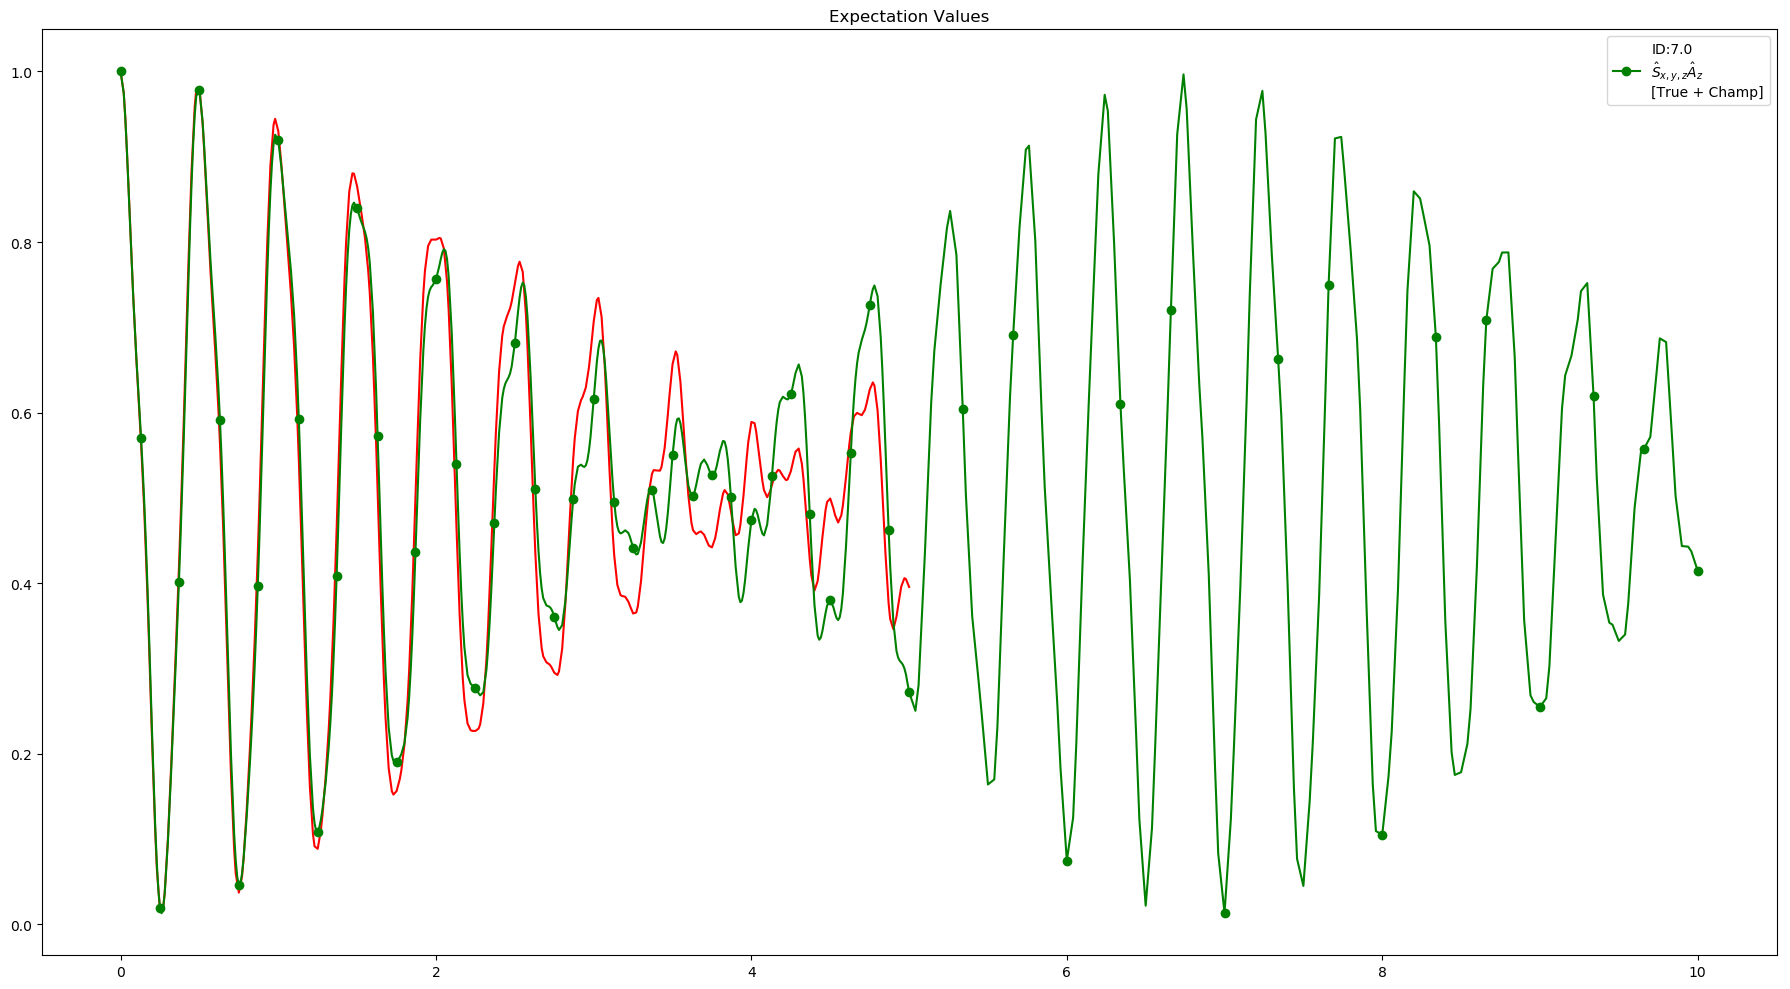 Expectation Values
ID:7.0
$\hat{S}_{x,y,z}\hat{A}_z$
[True + Champ]
1.0
0.8
0.6
0.4
0.2
0.0
0 2 4 6 8 10